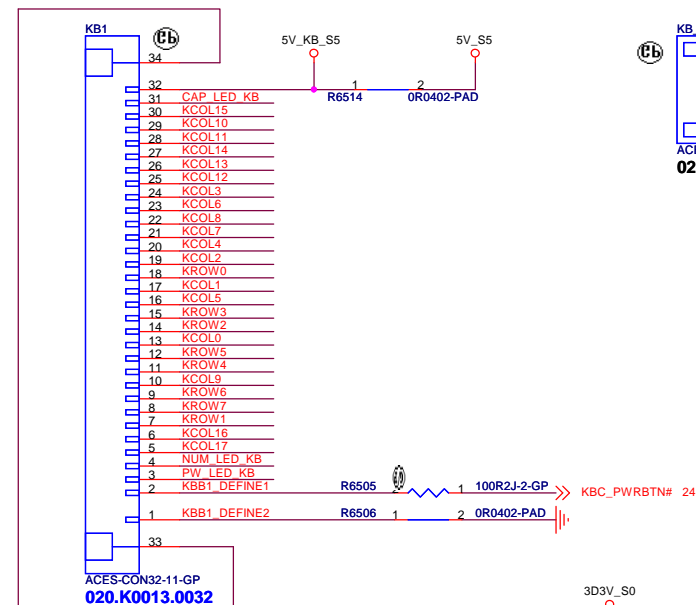 KB1
5V_KB_S5
5V_S5
KB_
34
32
1
2
R6514
0R0402-PAD
31 CAP_LED_KB
30 KCOL15
29 KCOL10
28 KCOL11
27 KCOL14
26 KCOL13
25 KCOL12
24 KCOL3
23 KCOL6
22 KCOL8
21 KCOL7
20 KCOL4
19 KCOL2
18 KROW0
17 KCOL1
16 KCOL5
15 KROW3
14 KROW2
13 KCOL0
12 KROW5
11 KROW4
10 KCOL9
9 KROW6
8 KROW7
7 KROW1
6 KCOL16
5 KCOL17
4 NUM_LED_KB
3 PW_LED_KB
2 KBB1_DEFINE1 R6505 2 1 100R2J-2-GP KBC_PWRBTN# 24
1 KBB1_DEFINE2 R6506 1 2 0R0402-PAD
33
ACES-CON32-11-GP
020.K0013.0032
ACE
02
3D3V_S0